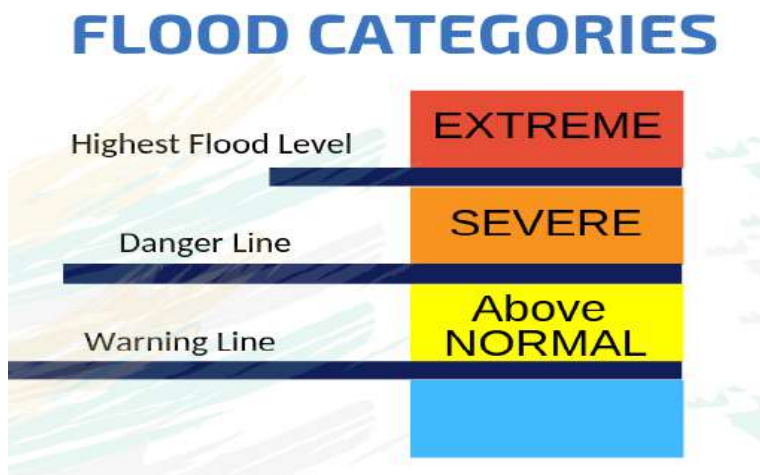 FLOOD CATEGORIES
EXTREME
Highest Flood Level
SEVERE
Danger Line
Above
NORMAL
Warning Line